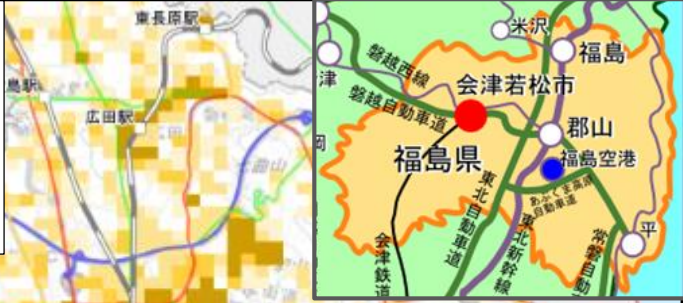 東長原駅
島駅
広田駅
米沢
福島
津
磐越西線
会津若松市
磐越自動車道
郡山
福島県
福島空港
あぶくま高原
自動車道
東北自動車道
東北新幹線
平
会津鉄道
常磐自動